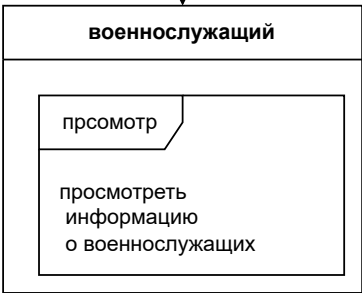 военнослужащий
прсомотр
просмотреть
информацию
о военнослужащих